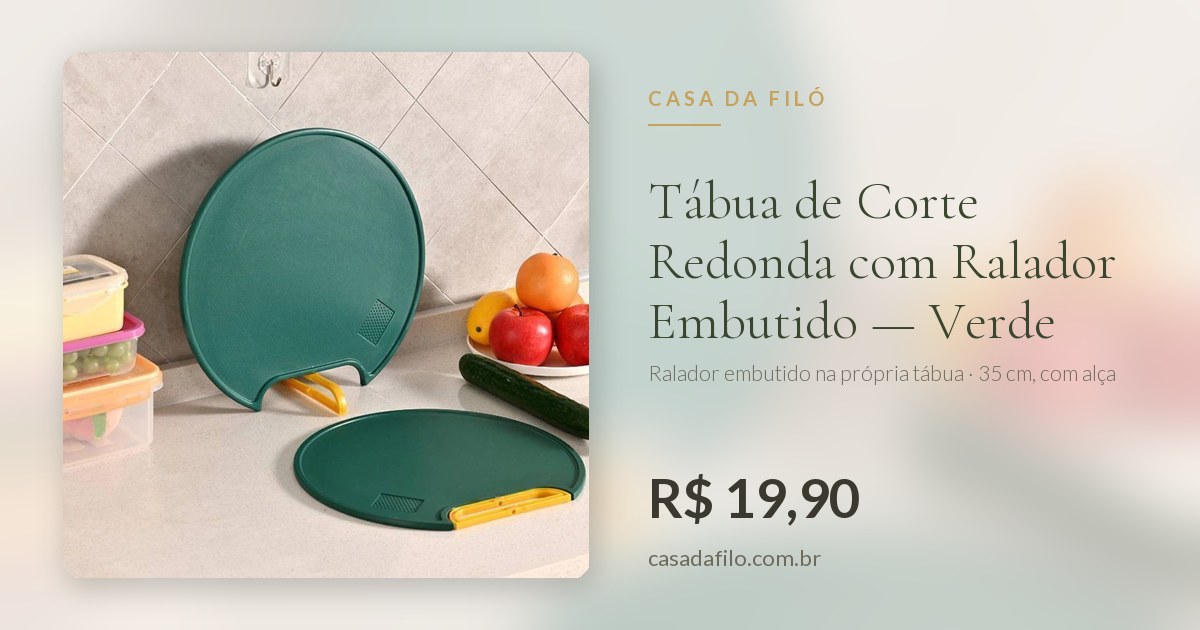 CASA DA FILÓ
Tábua de Corte
Redonda com Ralador
Embutido — Verde
Ralador embutido na própria tábua · 35 cm, com alça
R$ 19,90
casadafilo.com.br